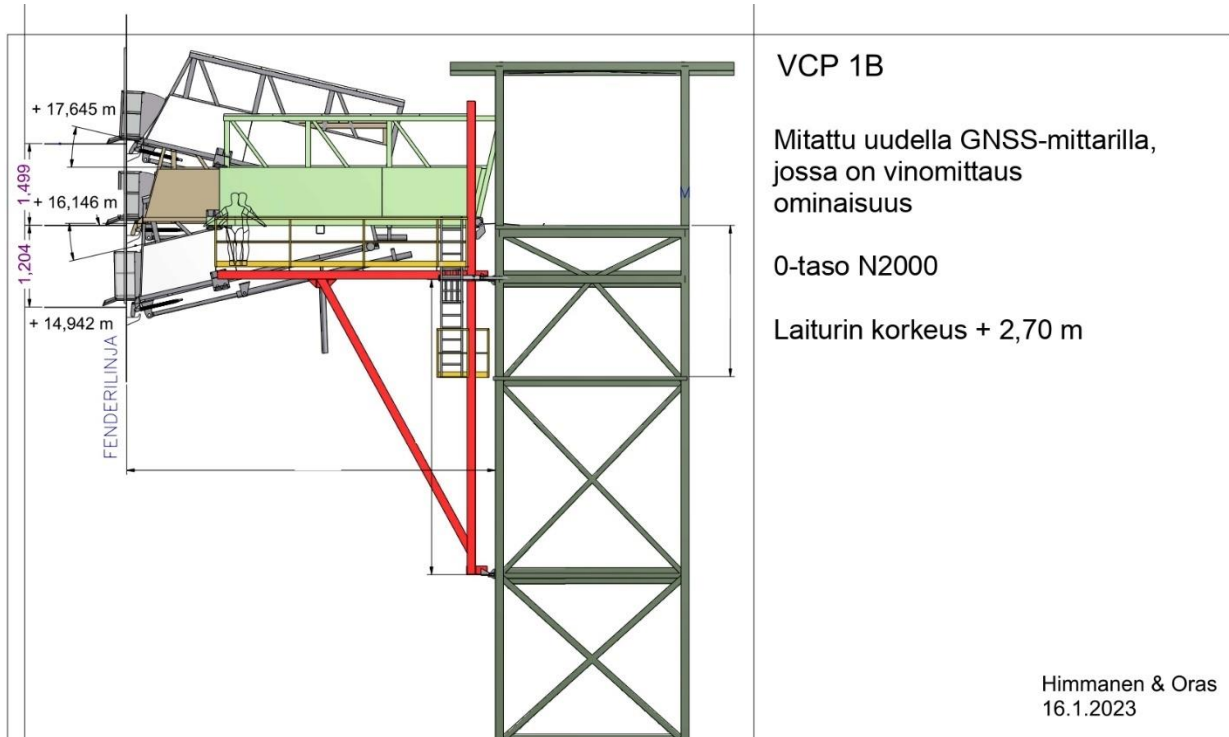 + 17,645 m
1,499
+ 16,146 m
1,204
+ 14,942 m
FENDERILINJA
VCP 1B
Mitattu uudella GNSS-mittarilla,
jossa on vinomittaus
ominaisuus
0-taso N2000
Laiturin korkeus + 2,70 m
Himmanen & Oras
16.1.2023